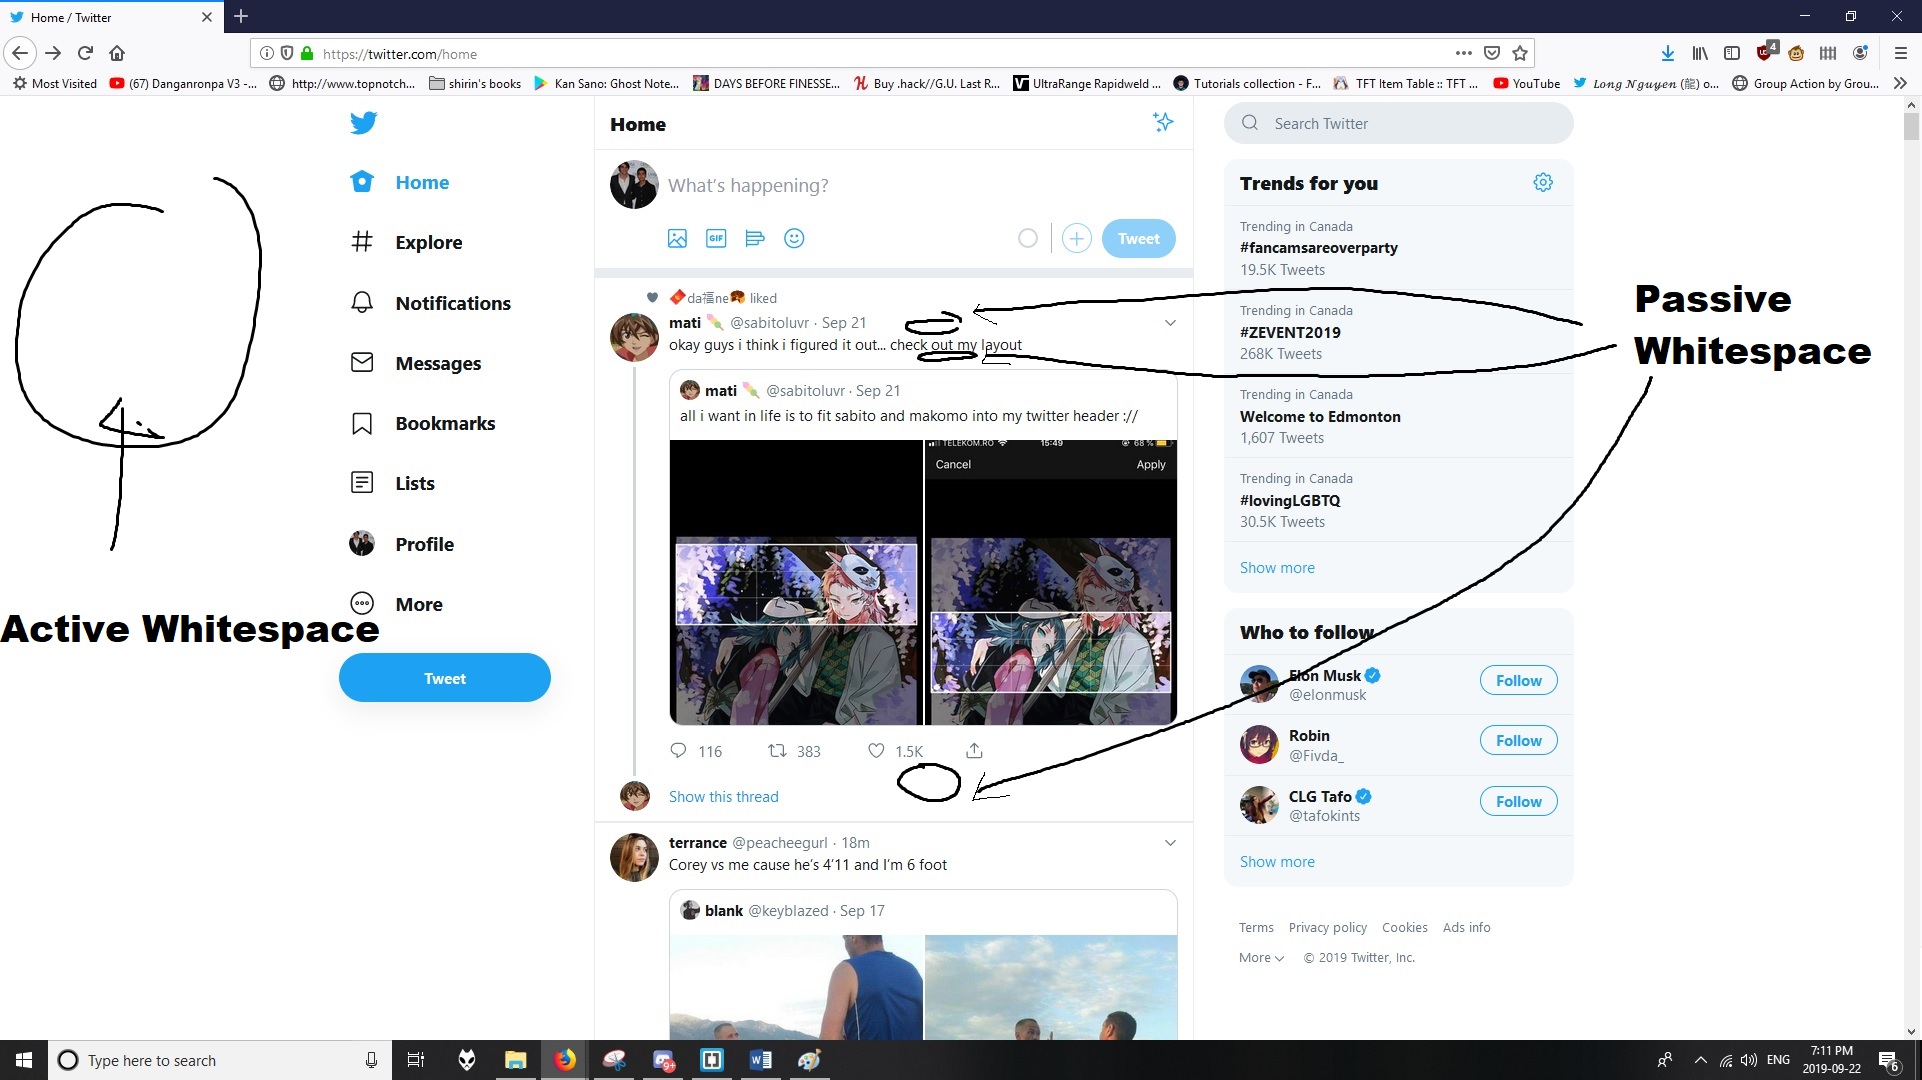 Home / Twitter
https://twitter.com/home
Most Visited
(67) Danganronpa V3 -...
http://www.topnotch...
shirin's books
Kan Sano: Ghost Note...
DAYS BEFORE FINESSE...
Buy .hack//G.U. Last R...
UltraRange Rapidweld ...
Tutorials collection - F...
TFT Item Table :: TFT ...
YouTube
𝓛𝓸𝓷𝓰 𝓝𝓰𝓾𝔂𝓮𝓷 (龍) o...
Group Action by Grou...
4
Home
Explore
Notifications
Messages
Bookmarks
Lists
Profile
More
Tweet
Active Whitespace
Home
What's happening?
GIF
Tweet
da福ne liked
mati @sabitoluvr · Sep 21
okay guys i think i figured it out... check out my layout
mati @sabitoluvr · Sep 21
all i want in life is to fit sabito and makomo into my twitter header ://
TELEKOM.RO 15:49 68 %
Cancel Apply
116 383 1.5K
Show this thread
terrance @peacheegurl · 18m
Corey vs me cause he's 4'11 and I'm 6 foot
blank @keyblazed · Sep 17
Search Twitter
Trends for you
Trending in Canada
#fancamsareoverparty
19.5K Tweets
Trending in Canada
#ZEVENT2019
268K Tweets
Trending in Canada
Welcome to Edmonton
1,607 Tweets
Trending in Canada
#lovingLGBTQ
30.5K Tweets
Show more
Who to follow
Elon Musk
@elonmusk
Follow
Robin
@Fivda_
Follow
CLG Tafo
@tafokints
Follow
Show more
Terms Privacy policy Cookies Ads info
More © 2019 Twitter, Inc.
Passive
Whitespace
Type here to search
9+
ENG
7:11 PM
2019-09-22
6